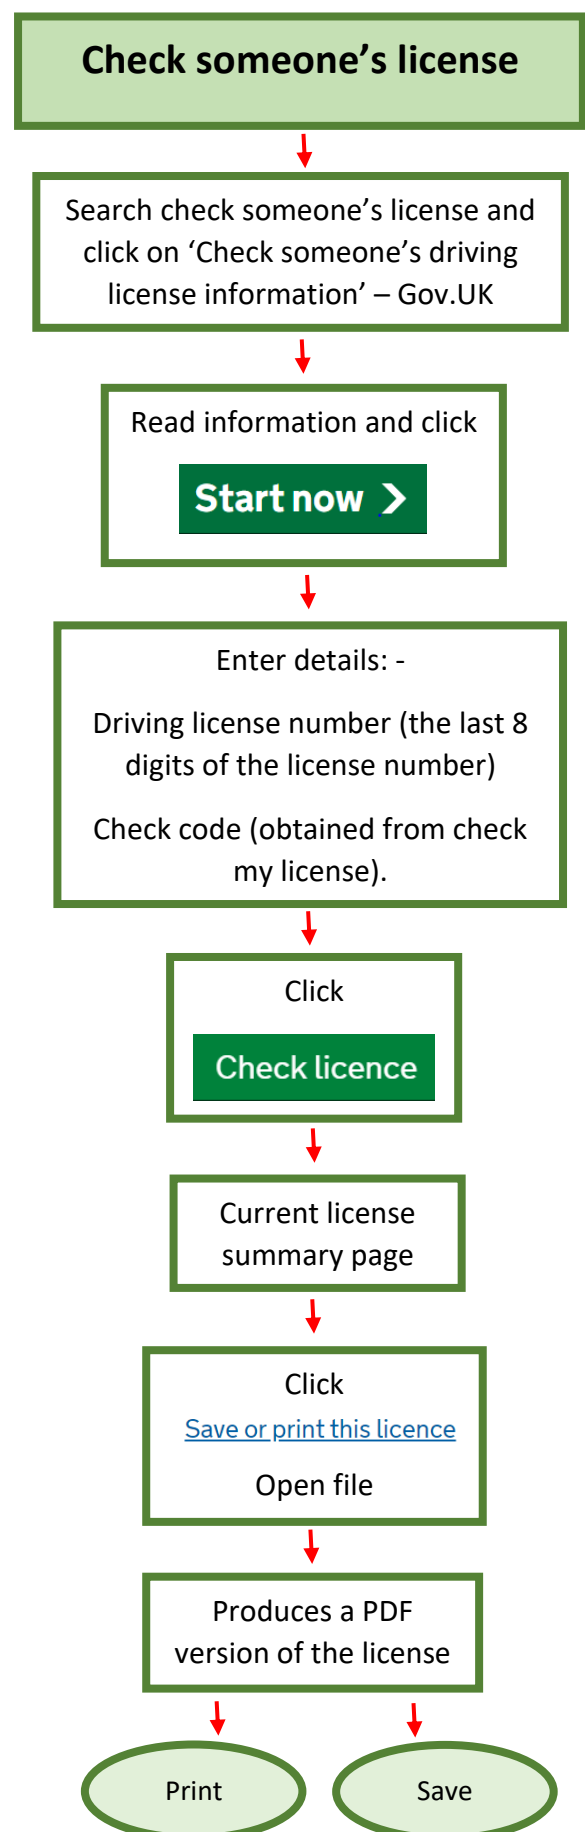 Check someone’s license
Search check someone’s license and
click on ‘Check someone’s driving
license information’ – Gov.UK
Read information and click
Start now
Enter details: -
Driving license number (the last 8
digits of the license number)
Check code (obtained from check
my license).
Click
Check licence
Current license
summary page
Click
Save or print this licence
Open file
Produces a PDF
version of the license
Print
Save